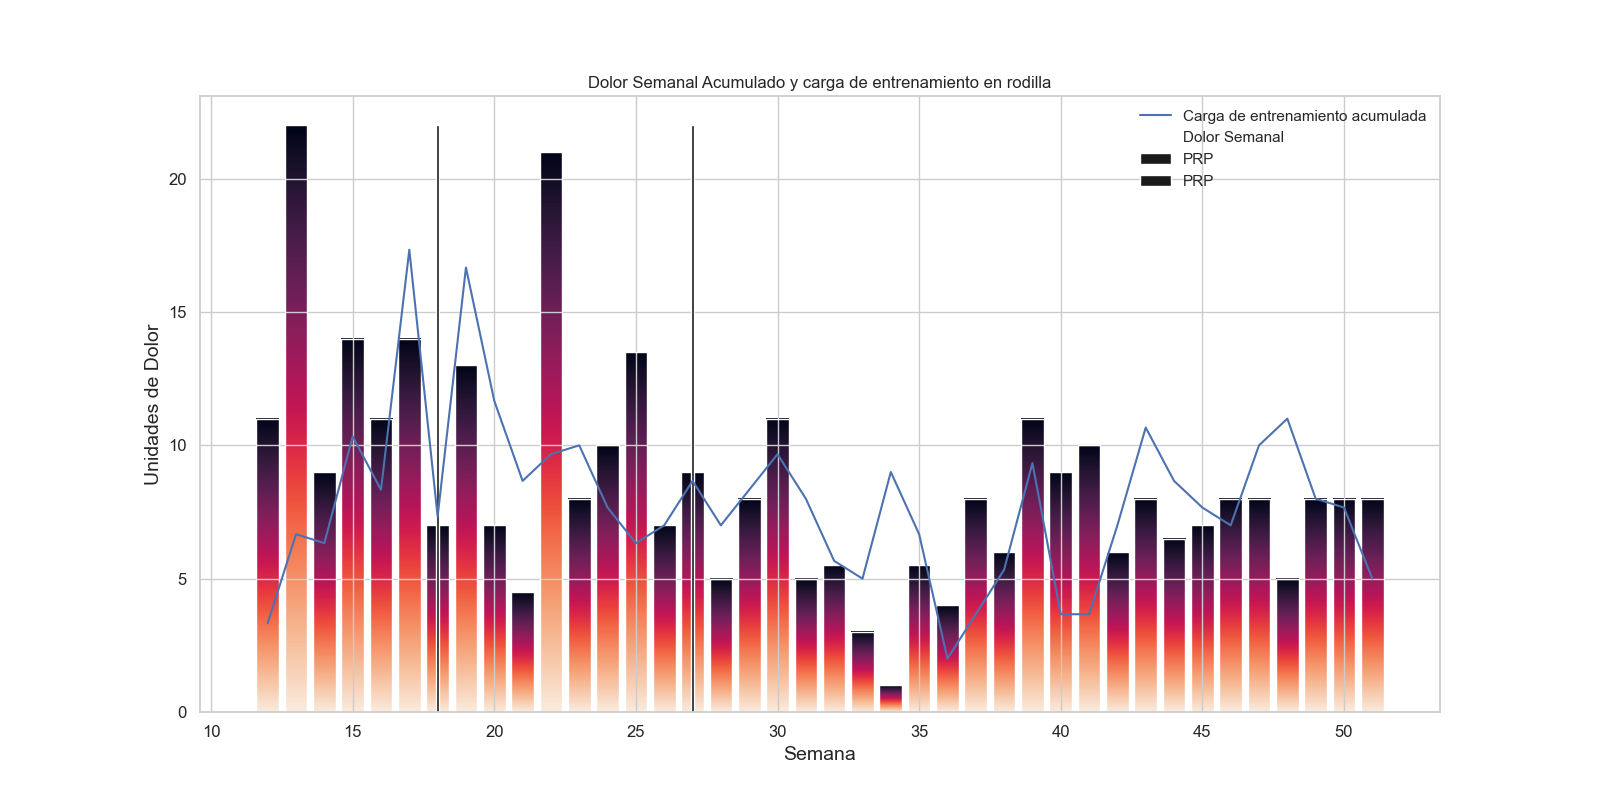 Dolor Semanal Acumulado y carga de entrenamiento en rodilla
Carga de entrenamiento acumulada
Dolor Semanal
PRP
PRP
Unidades de Dolor
20
15
10
5
0
10 15 20 25 30 35 40 45 50
Semana